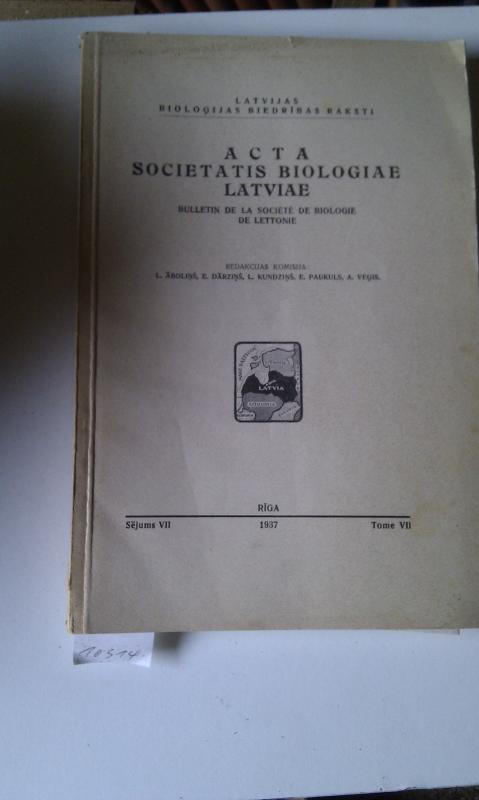 LATVIJAS
BIOLOĢIJAS BIEDRĪBAS RAKSTI
ACTA
SOCIETATIS BIOLOGIAE
LATVIAE
BULLETIN DE LA SOCIÉTÉ DE BIOLOGIE
DE LETTONIE
REDAKCIJAS KOMISIJA:
L. ĀBOLIŅŠ, E. DĀRZIŅŠ, L. KUNDZIŅŠ, E. PAUKULS, A. VEĢIS.
LATVIA
RĪGA
Sējums VII 1937 Tome VII